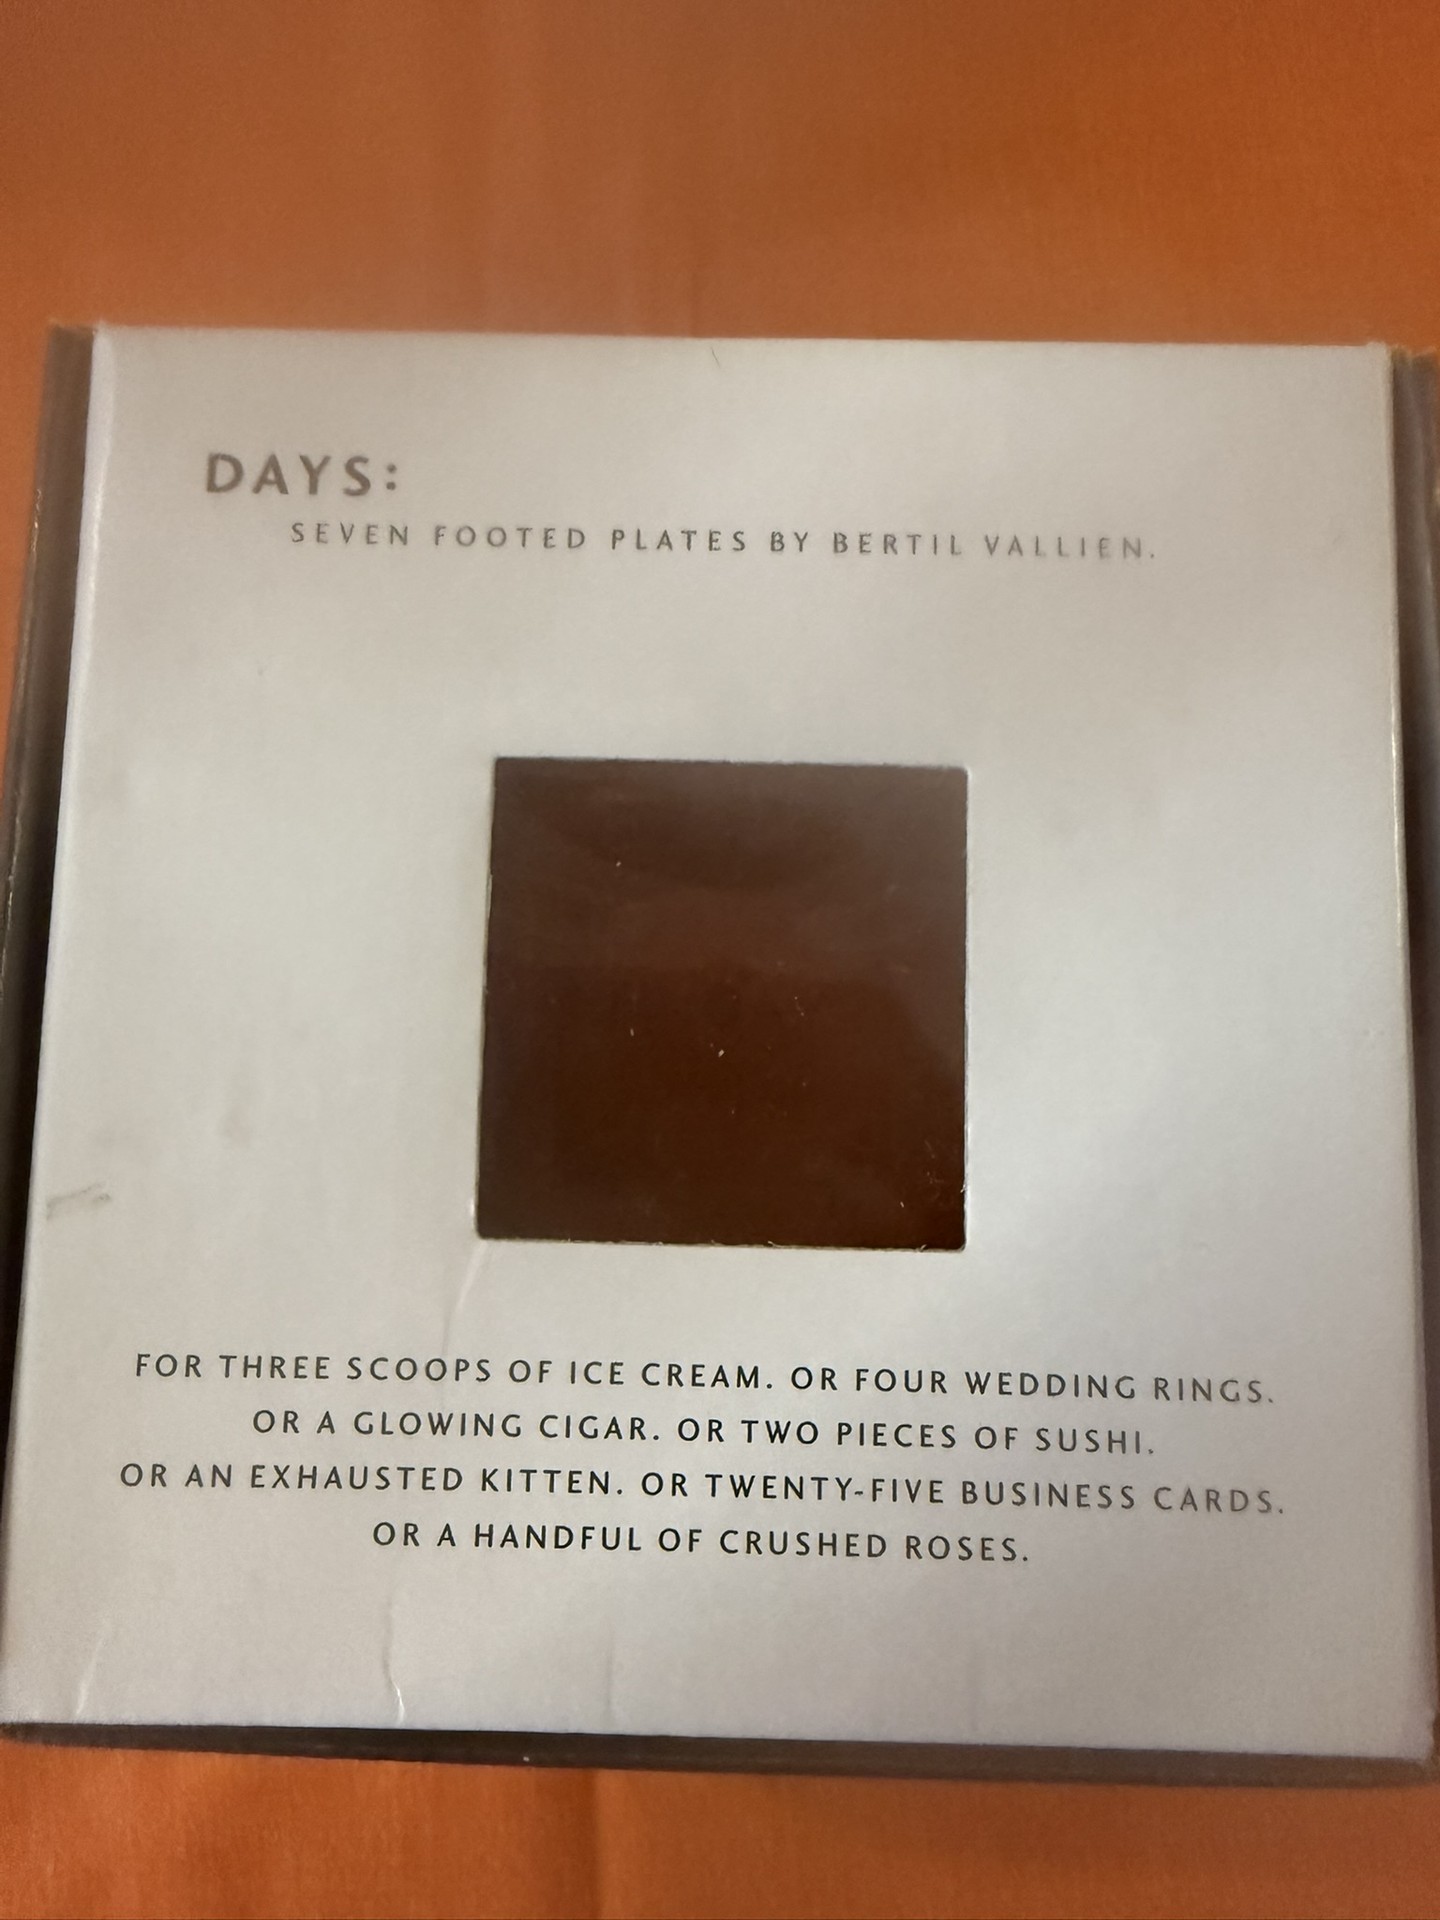 DAYS:
SEVEN FOOTED PLATES BY BERTIL VALLIEN.
FOR THREE SCOOPS OF ICE CREAM. OR FOUR WEDDING RINGS.
OR A GLOWING CIGAR. OR TWO PIECES OF SUSHI.
OR AN EXHAUSTED KITTEN. OR TWENTY-FIVE BUSINESS CARDS.
OR A HANDFUL OF CRUSHED ROSES.